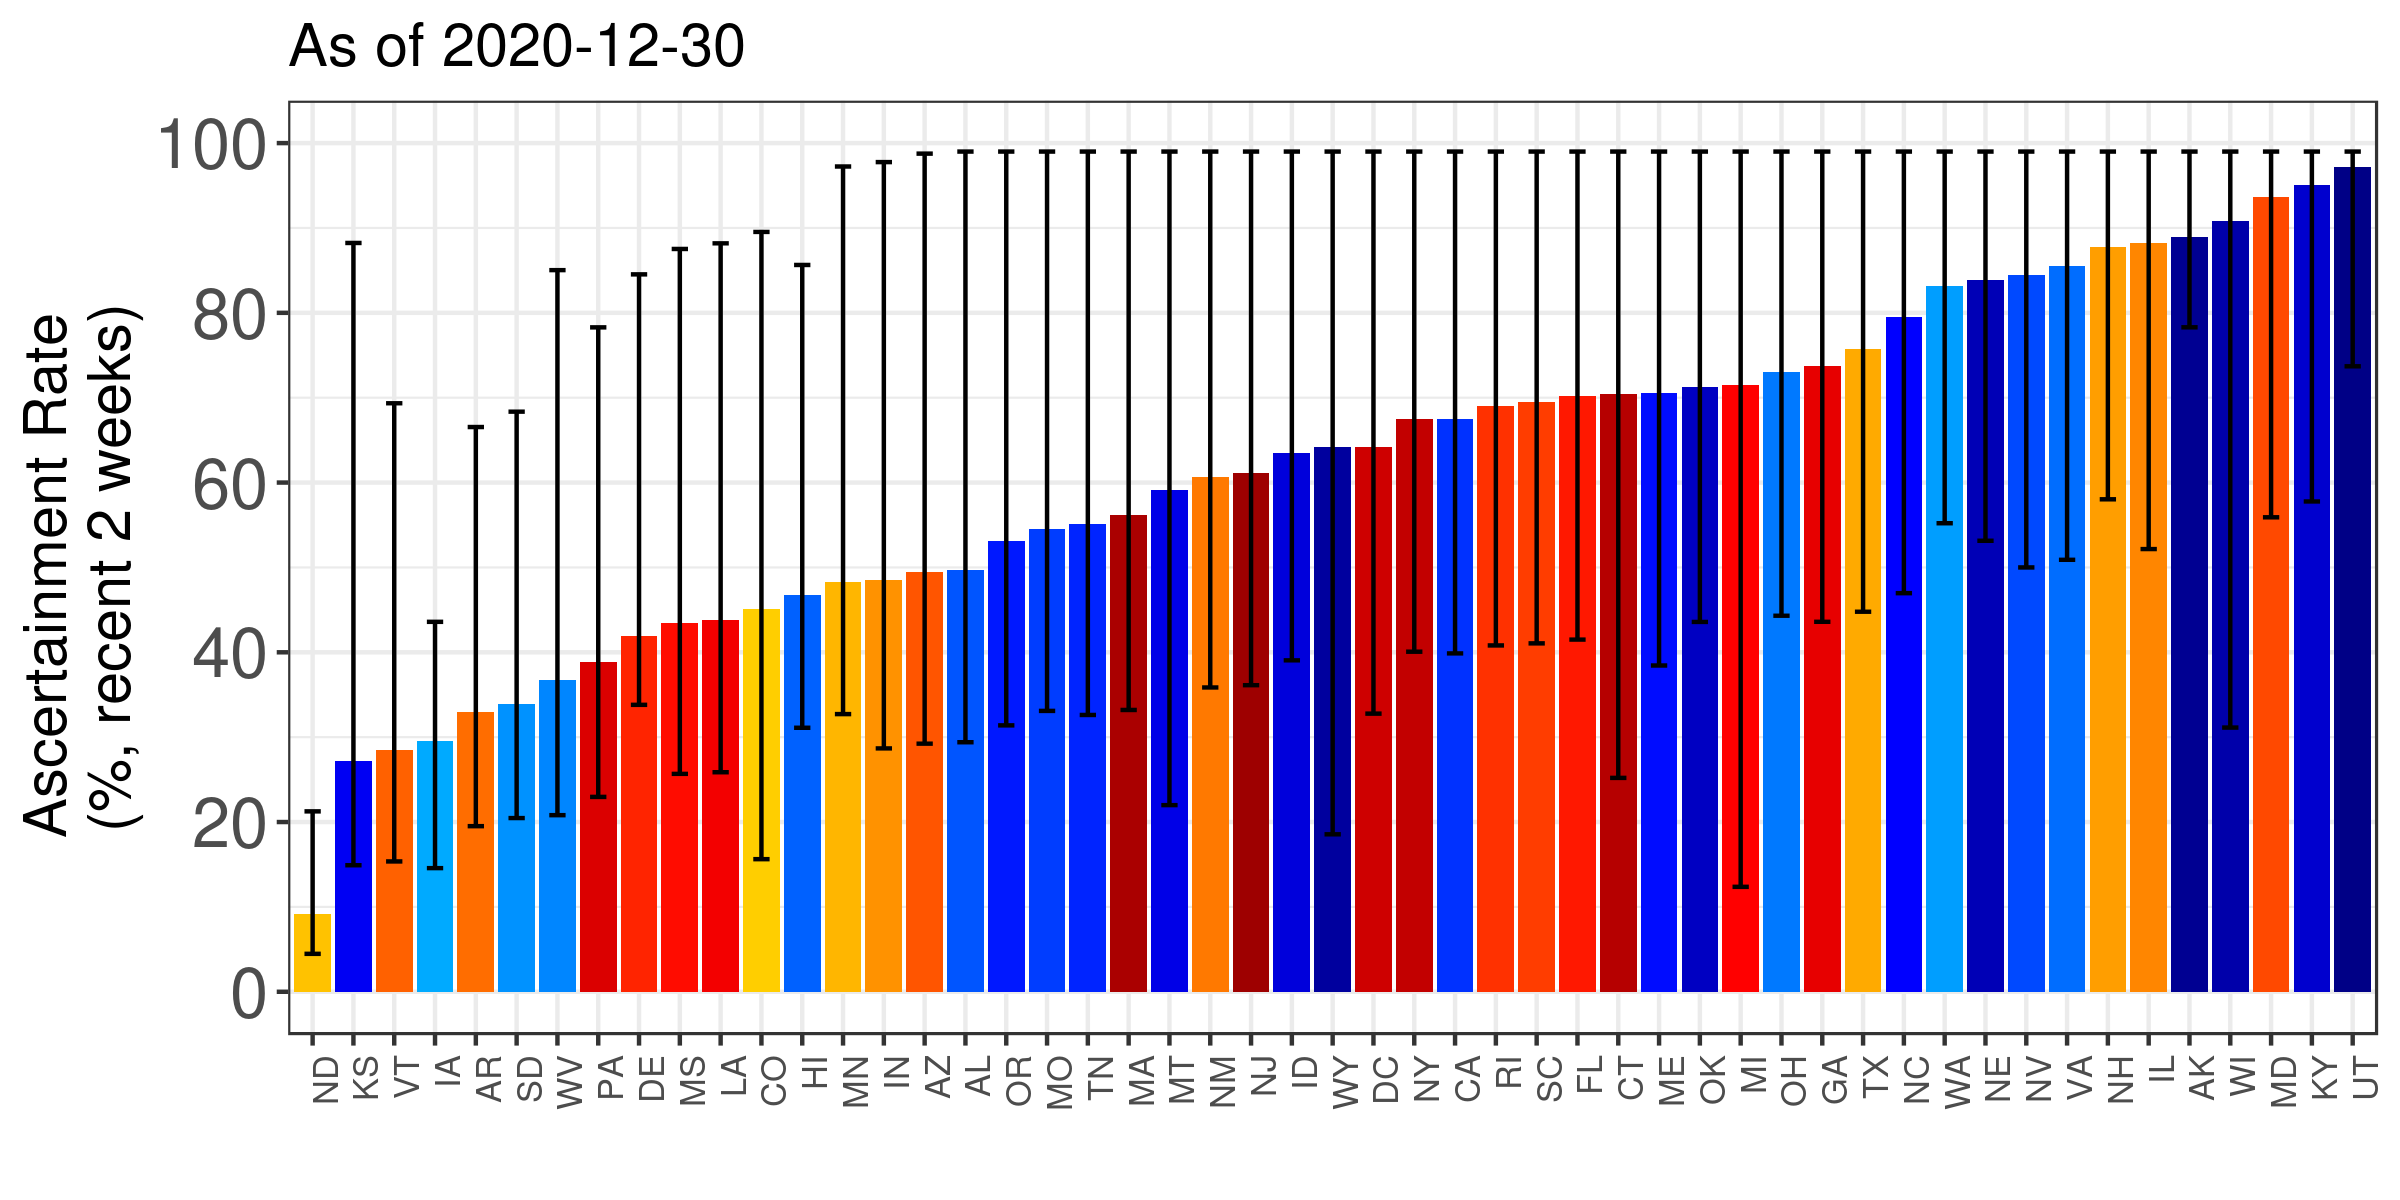 As of 2020-12-30
Ascertainment Rate
(%, recent 2 weeks)
100
80
60
40
20
0
ND KS VT IA AR SD WV PA DE MS LA CO HI MN IN AZ AL OR MO TN MA MT NM NJ ID WY DC NY CA RI SC FL CT ME OK MI OH GA TX NC WA NE NV VA NH IL AK WI MD KY UT